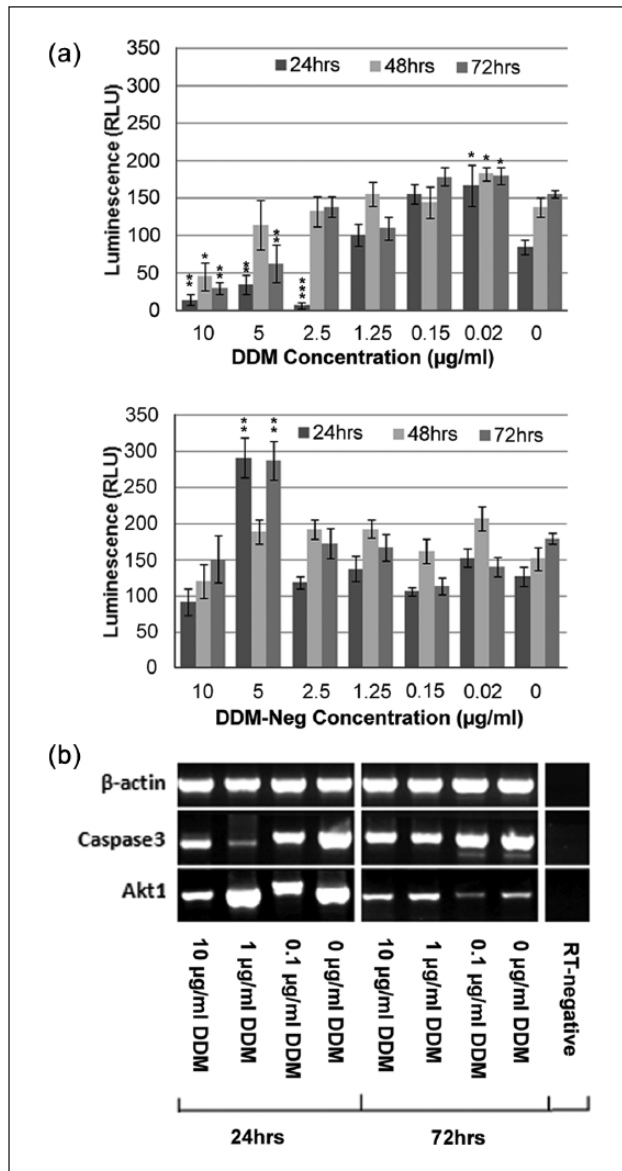 (a)
350
300
250
200
150
100
50
0
Luminescence (RLU)
24hrs 48hrs 72hrs
** * ** ** ** *** * * *
10 5 2.5 1.25 0.15 0.02 0
DDM Concentration (µg/ml)
350
300
250
200
150
100
50
0
Luminescence (RLU)
24hrs 48hrs 72hrs
** **
10 5 2.5 1.25 0.15 0.02 0
DDM-Neg Concentration (µg/ml)
(b)
β-actin
Caspase3
Akt1
10 µg/ml DDM
1 µg/ml DDM
0.1 µg/ml DDM
0 µg/ml DDM
10 µg/ml DDM
1 µg/ml DDM
0.1 µg/ml DDM
0 µg/ml DDM
RT-negative
24hrs 72hrs